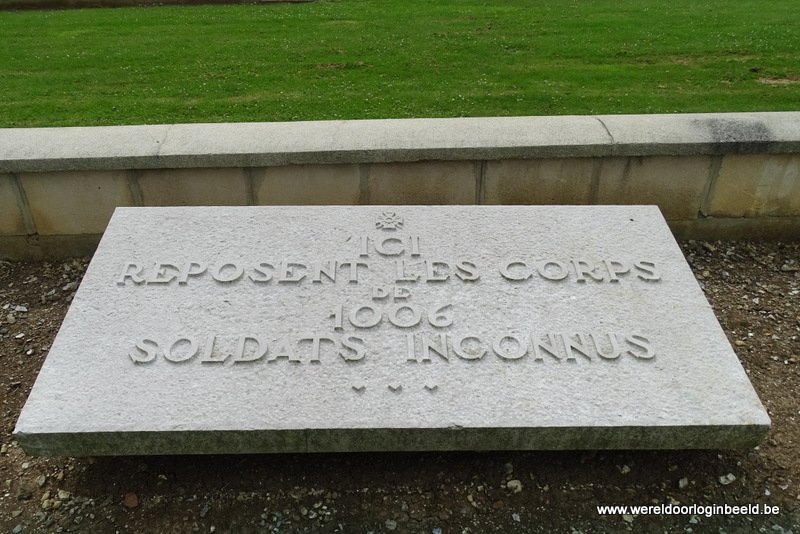 ICI
REPOSENT LES CORPS
DE
1006
SOLDATS INCONNUS
www.wereldoorloginbeeld.be